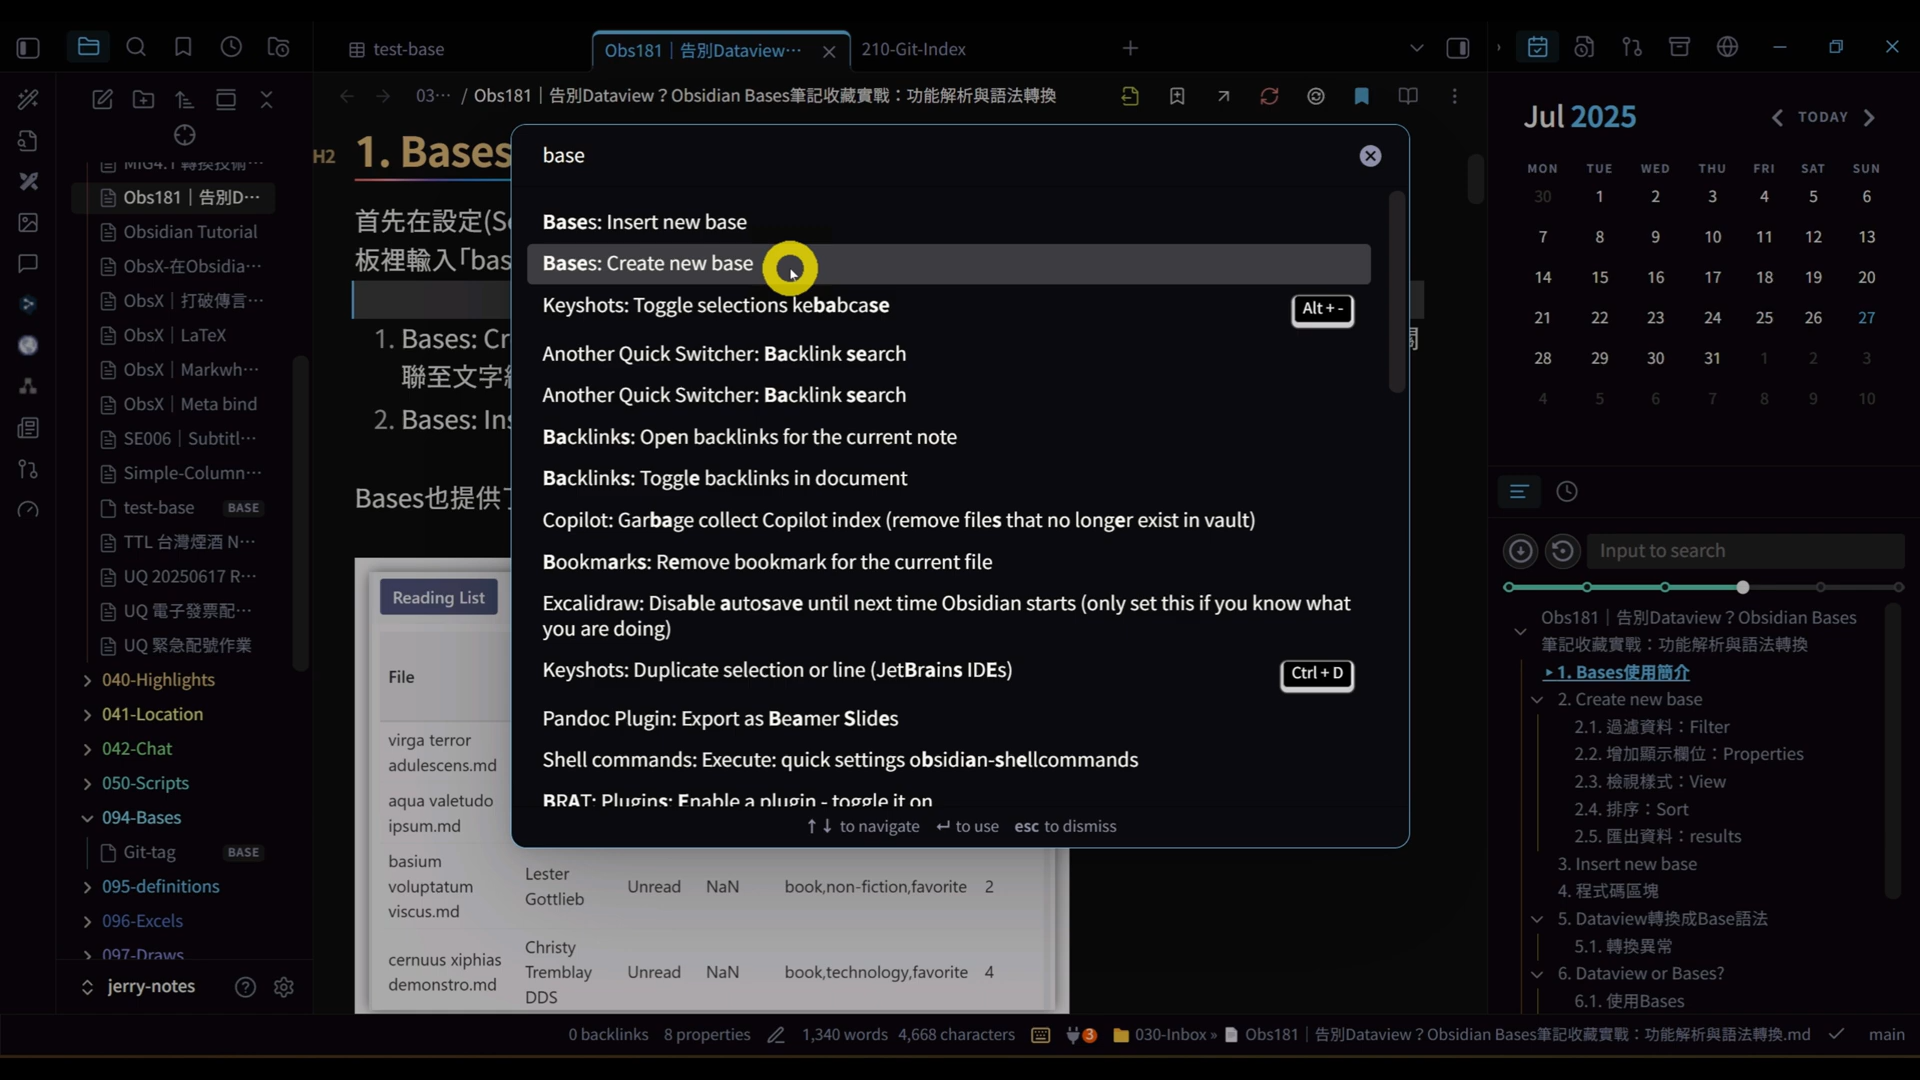 test-base
Obs181｜告別Dataview···
210-Git-Index
03··· / Obs181｜告別Dataview？Obsidian Bases筆記收藏實戰：功能解析與語法轉換
Obs181｜告別D···
Obsidian Tutorial
ObsX-在Obsidia···
ObsX｜打破傳言···
ObsX｜LaTeX
ObsX｜Markwh···
ObsX｜Meta bind
SE006｜Subtitl···
Simple-Column···
test-base BASE
TTL 台灣煙酒 N···
UQ 20250617 R···
UQ 電子發票配···
UQ 緊急配號作業
040-Highlights
041-Location
042-Chat
050-Scripts
094-Bases
Git-tag BASE
095-definitions
096-Excels
097-Draws
jerry-notes
H2 1. Bases
首先在設定(Se
板裡輸入「bas
1. Bases: Cr
聯至文字
2. Bases: Ins
Bases也提供了
base
Bases: Insert new base
Bases: Create new base
Keyshots: Toggle selections kebabcase Alt + -
Another Quick Switcher: Backlink search
Another Quick Switcher: Backlink search
Backlinks: Open backlinks for the current note
Backlinks: Toggle backlinks in document
Copilot: Garbage collect Copilot index (remove files that no longer exist in vault)
Bookmarks: Remove bookmark for the current file
Excalidraw: Disable autosave until next time Obsidian starts (only set this if you know what
you are doing)
Keyshots: Duplicate selection or line (JetBrains IDEs) Ctrl + D
Pandoc Plugin: Export as Beamer Slides
Shell commands: Execute: quick settings obsidian-shellcommands
BRAT: Plugins: Enable a plugin - toggle it on
↑↓ to navigate ↵ to use esc to dismiss
Reading List
File
virga terror
adulescens.md
aqua valetudo
ipsum.md
basium
voluptatum
viscus.md
Lester
Gottlieb
Unread NaN book,non-fiction,favorite 2
cernuus xiphias
demonstro.md
Christy
Tremblay
DDS
Unread NaN book,technology,favorite 4
Jul 2025 TODAY
MON TUE WED THU FRI SAT SUN
30 1 2 3 4 5 6
7 8 9 10 11 12 13
14 15 16 17 18 19 20
21 22 23 24 25 26 27
28 29 30 31 1 2 3
4 5 6 7 8 9 10
Input to search
Obs181｜告別Dataview？Obsidian Bases
筆記收藏實戰：功能解析與語法轉換
1. Bases使用簡介
2. Create new base
2.1. 過濾資料：Filter
2.2. 增加顯示欄位：Properties
2.3. 檢視樣式：View
2.4. 排序：Sort
2.5. 匯出資料：results
3. Insert new base
4. 程式碼區塊
5. Dataview轉換成Base語法
5.1. 轉換異常
6. Dataview or Bases?
6.1. 使用Bases
0 backlinks 8 properties 1,340 words 4,668 characters 3 030-Inbox » Obs181｜告別Dataview？Obsidian Bases筆記收藏實戰：功能解析與語法轉換.md main